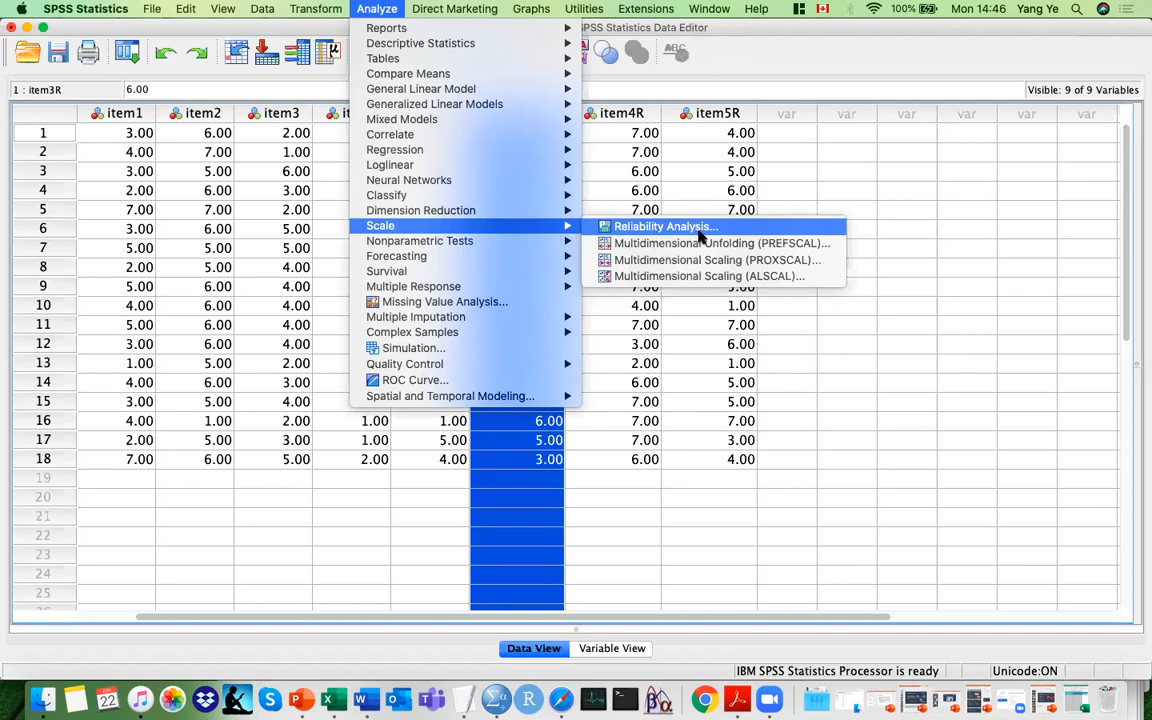 SPSS Statistics File Edit View Data Transform Analyze Direct Marketing Graphs Utilities Extensions Window Help 100% Mon 14:46 Yang Ye
SPSS Statistics Data Editor
1 : item3R 6.00 Visible: 9 of 9 Variables
item1 item2 item3 item4R item5R var var var var var var
1 3.00 6.00 2.00 7.00 4.00
2 4.00 7.00 1.00 7.00 4.00
3 3.00 5.00 6.00 6.00 5.00
4 2.00 6.00 3.00 6.00 6.00
5 7.00 7.00 2.00 7.00 7.00
6 3.00 6.00 5.00
7 5.00 5.00 5.00
8 2.00 6.00 4.00
9 5.00 6.00 4.00
10 4.00 6.00 4.00 4.00 1.00
11 5.00 6.00 4.00 7.00 7.00
12 3.00 6.00 4.00 3.00 6.00
13 1.00 5.00 2.00 2.00 1.00
14 4.00 6.00 3.00 6.00 5.00
15 3.00 5.00 4.00 7.00 5.00
16 4.00 1.00 2.00 1.00 1.00 6.00 7.00 7.00
17 2.00 5.00 3.00 1.00 5.00 5.00 7.00 3.00
18 7.00 6.00 5.00 2.00 4.00 3.00 6.00 4.00
19
20
21
22
23
24
25
Reports
Descriptive Statistics
Tables
Compare Means
General Linear Model
Generalized Linear Models
Mixed Models
Correlate
Regression
Loglinear
Neural Networks
Classify
Dimension Reduction
Scale
Nonparametric Tests
Forecasting
Survival
Multiple Response
Missing Value Analysis...
Multiple Imputation
Complex Samples
Simulation...
Quality Control
ROC Curve...
Spatial and Temporal Modeling...
Reliability Analysis...
Multidimensional Unfolding (PREFSCAL)...
Multidimensional Scaling (PROXSCAL)...
Multidimensional Scaling (ALSCAL)...
Data View Variable View
IBM SPSS Statistics Processor is ready Unicode:ON